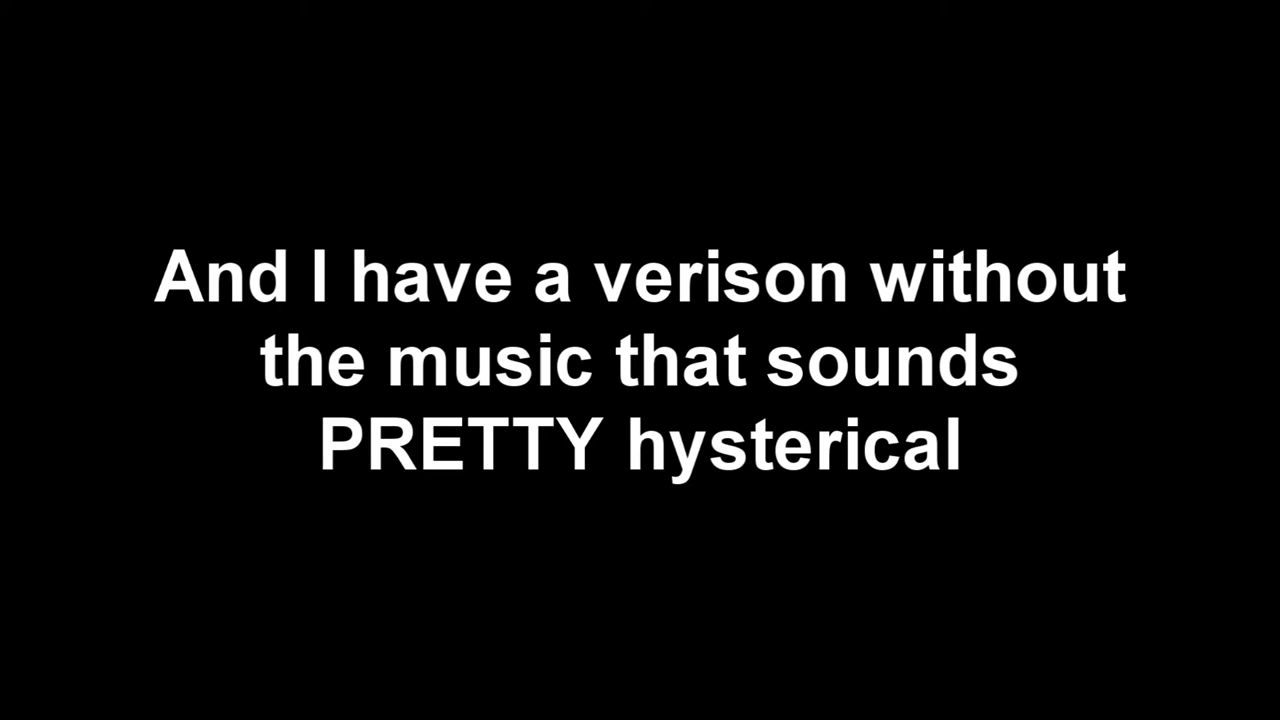 And I have a verison without
the music that sounds
PRETTY hysterical